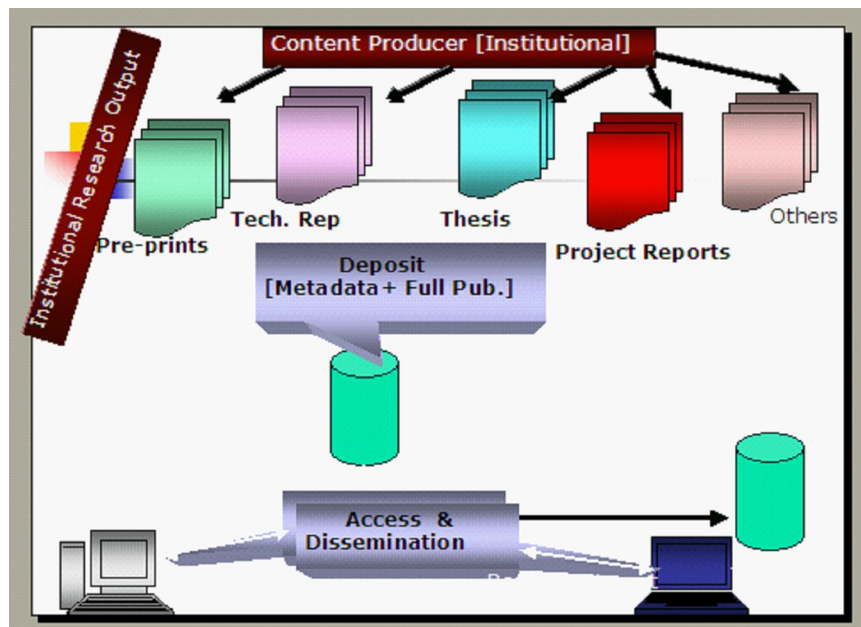 Content Producer [Institutional]
Institutional Research Output
Pre-prints
Tech. Rep
Thesis
Project Reports
Others
Deposit
[Metadata+ Full Pub.]
Access &
Dissemination